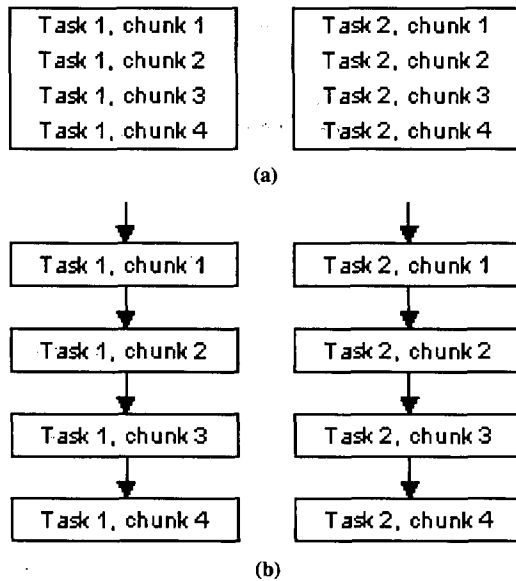 Task 1, chunk 1
Task 1, chunk 2
Task 1, chunk 3
Task 1, chunk 4
Task 2, chunk 1
Task 2, chunk 2
Task 2, chunk 3
Task 2, chunk 4
(a)
Task 1, chunk 1
Task 1, chunk 2
Task 1, chunk 3
Task 1, chunk 4
Task 2, chunk 1
Task 2, chunk 2
Task 2, chunk 3
Task 2, chunk 4
(b)